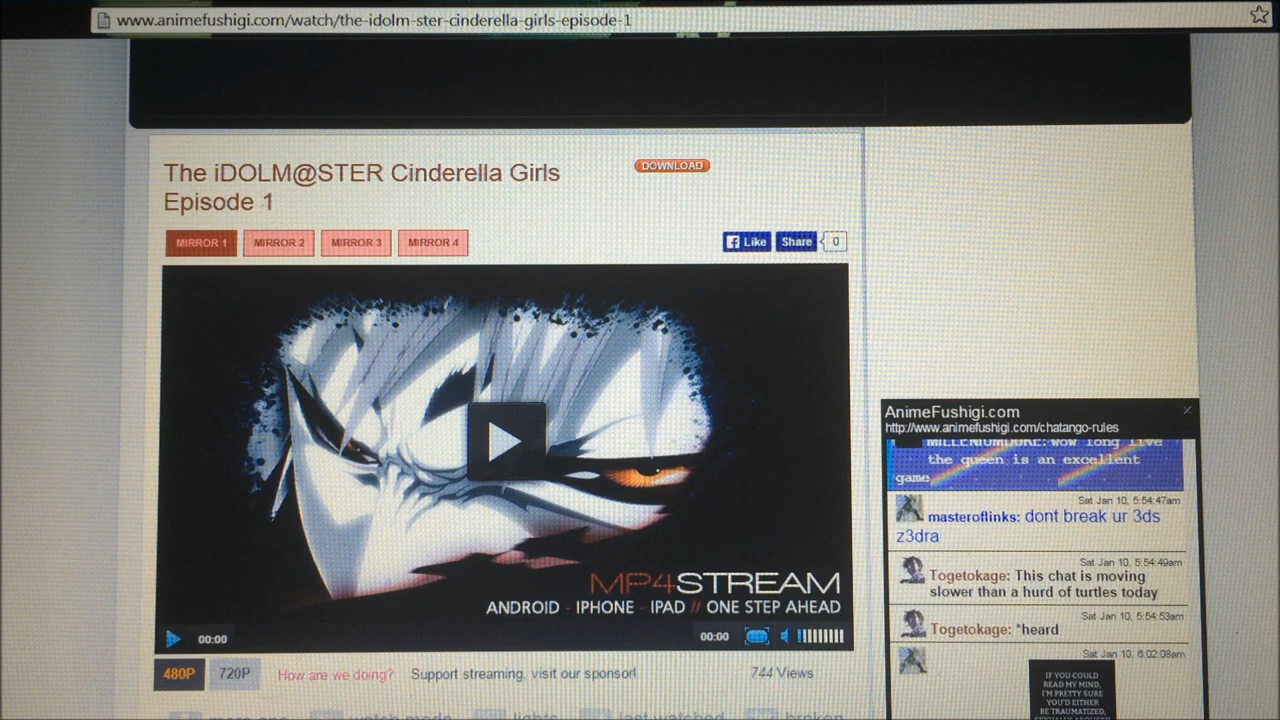 www.animefushigi.com/watch/the-idolm-ster-cinderella-girls-episode-1
The iDOLM@STER Cinderella Girls
Episode 1
DOWNLOAD
MIRROR 1
MIRROR 2
MIRROR 3
MIRROR 4
Like
Share
0
MP4STREAM
ANDROID - IPHONE - IPAD // ONE STEP AHEAD
00:00
00:00
480P
720P
How are we doing?
Support streaming, visit our sponsor!
744 Views
lights
AnimeFushigi.com
http://www.animefushigi.com/chatango-rules
MILLENIUMDUKE: wow long live
the queen is an excellent
game
Sat Jan 10, 5:54:47am
masteroflinks: dont break ur 3ds
z3dra
Sat Jan 10, 5:54:49am
Togetokage: This chat is moving
slower than a hurd of turtles today
Sat Jan 10, 5:54:53am
Togetokage: *heard
Sat Jan 10, 6:02:08am
IF YOU COULD
READ MY MIND,
I'M PRETTY SURE
YOU'D EITHER
BE TRAUMATIZED,